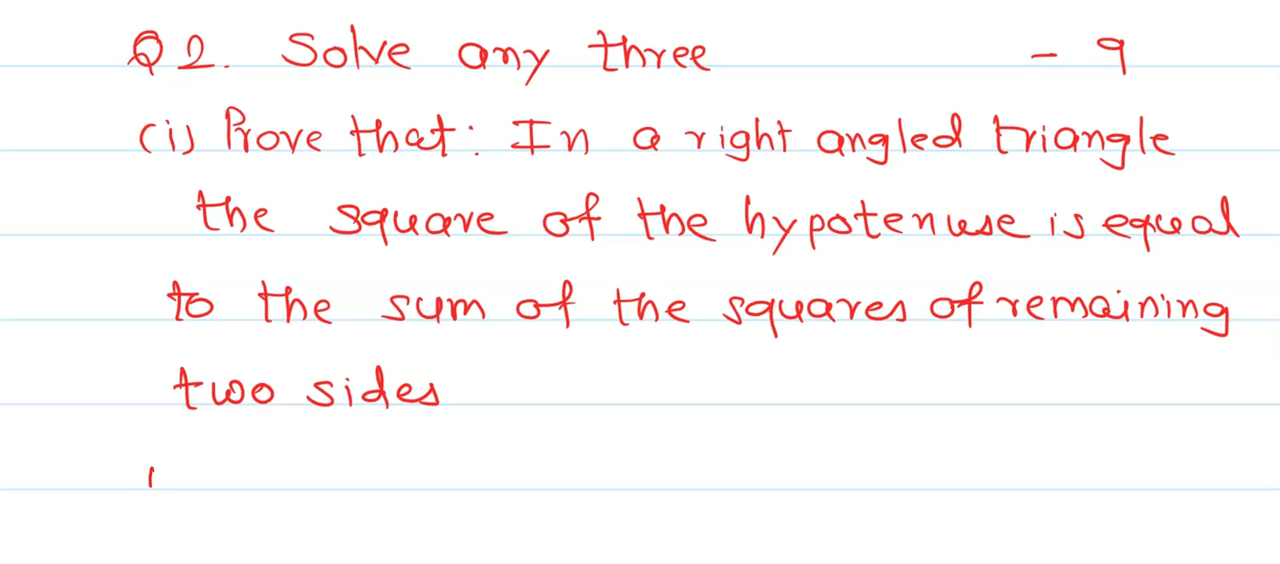 Q2. Solve any three - 9
(i) Prove that: In a right angled triangle
the square of the hypotenuse is equal
to the sum of the squares of remaining
two sides